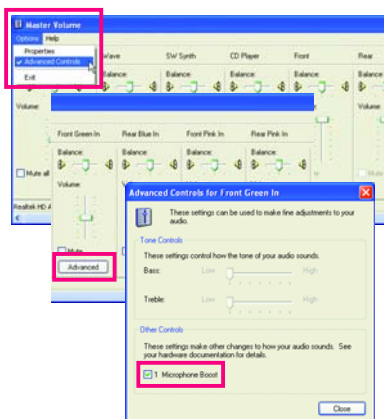 Master Volume
Options Help
Properties
Advanced Controls
Exit
Wave SW Synth CD Player Front Rear
Balance: Balance: Balance: Balance: Balance:
Volume:
Mute all
Realtek HD A
Front Green In Rear Blue In Front Pink In Rear Pink In
Balance: Balance: Balance: Balance:
Volume:
Mute
Advanced
Advanced Controls for Front Green In
These settings can be used to make fine adjustments to your
audio.
Tone Controls
These settings control how the tone of your audio sounds.
Bass: Low High
Treble: Low High
Other Controls
These settings make other changes to how your audio sounds. See
your hardware documentation for details.
1 Microphone Boost
Close